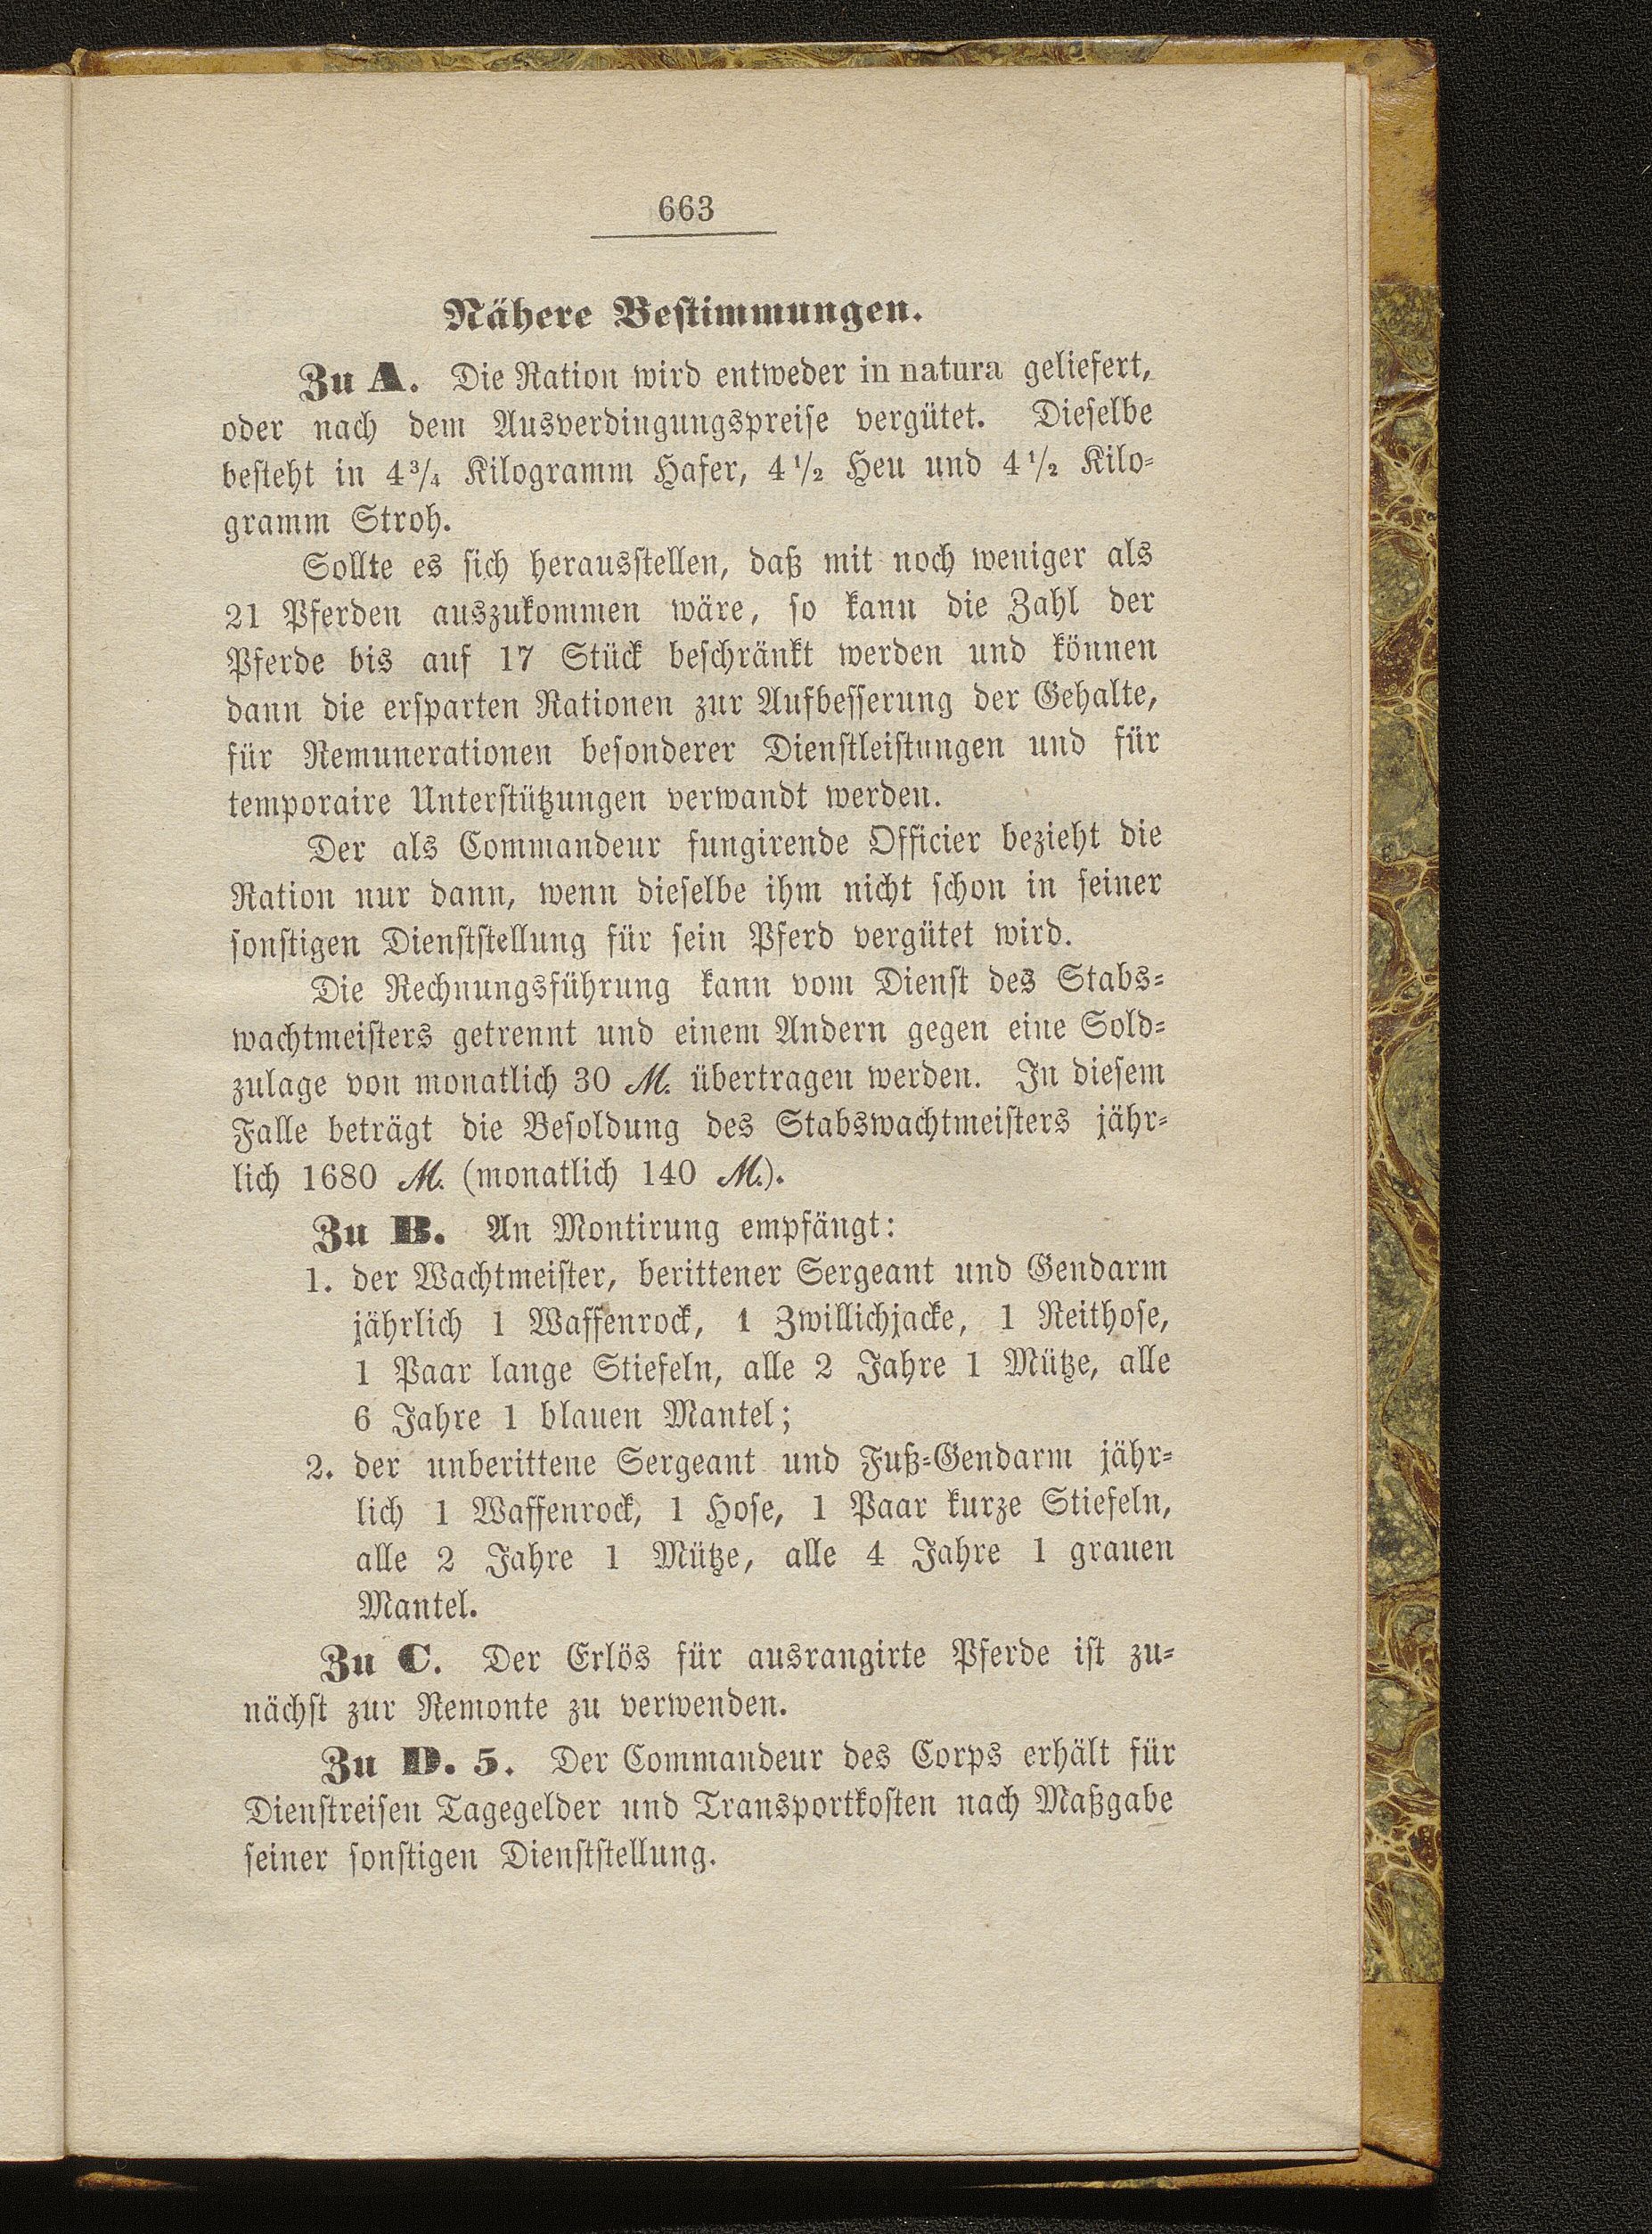 663
Nähere Bestimmungen.
Zu A. Die Ration wird entweder in natura geliefert,
oder nach dem Ausverdingungspreise vergütet. Dieselbe
besteht in 4 3/4 Kilogramm Hafer, 4 1/2 Heu und 4 1/2 Kilo-
gramm Stroh.
Sollte es sich herausstellen, daß mit noch weniger als
21 Pferden auszukommen wäre, so kann die Zahl der
Pferde bis auf 17 Stück beschränkt werden und können
dann die ersparten Rationen zur Aufbesserung der Gehalte,
für Remunerationen besonderer Dienstleistungen und für
temporaire Unterstützungen verwandt werden.
Der als Commandeur fungirende Officier bezieht die
Ration nur dann, wenn dieselbe ihm nicht schon in seiner
sonstigen Dienststellung für sein Pferd vergütet wird.
Die Rechnungsführung kann vom Dienst des Stabs-
wachtmeisters getrennt und einem Andern gegen eine Sold-
zulage von monatlich 30 M. übertragen werden. In diesem
Falle beträgt die Besoldung des Stabswachtmeisters jähr-
lich 1680 M. (monatlich 140 M.).
Zu B. An Montirung empfängt:
1. der Wachtmeister, berittener Sergeant und Gendarm
jährlich 1 Waffenrock, 1 Zwillichjacke, 1 Reithose,
1 Paar lange Stiefeln, alle 2 Jahre 1 Mütze, alle
6 Jahre 1 blauen Mantel;
2. der unberittene Sergeant und Fuß-Gendarm jähr-
lich 1 Waffenrock, 1 Hose, 1 Paar kurze Stiefeln,
alle 2 Jahre 1 Mütze, alle 4 Jahre 1 grauen
Mantel.
Zu C. Der Erlös für ausrangirte Pferde ist zu-
nächst zur Remonte zu verwenden.
Zu D. 5. Der Commandeur des Corps erhält für
Dienstreisen Tagegelder und Transportkosten nach Maßgabe
seiner sonstigen Dienststellung.